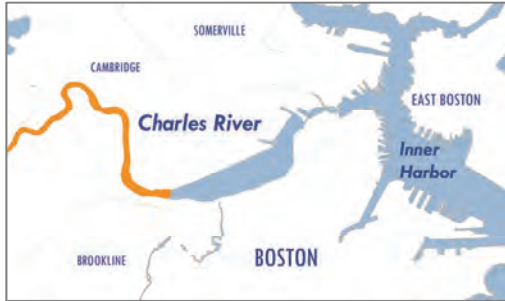 SOMERVILLE
CAMBRIDGE
EAST BOSTON
Charles River
Inner
Harbor
BROOKLINE
BOSTON